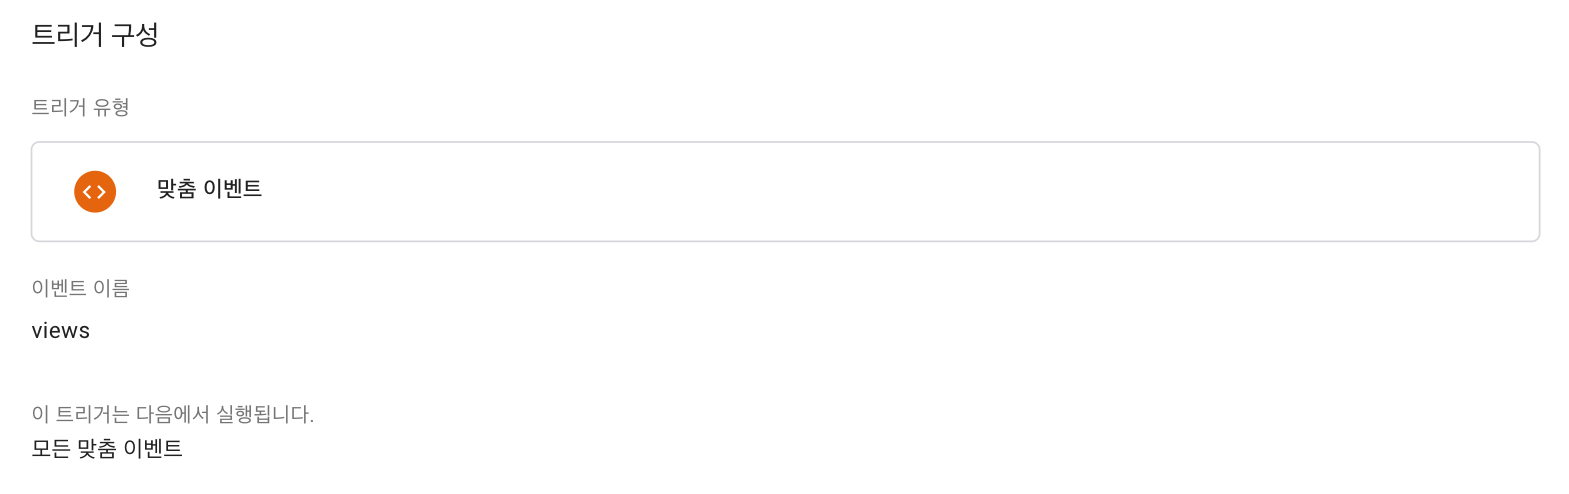 트리거 구성
트리거 유형
맞춤 이벤트
이벤트 이름
views
이 트리거는 다음에서 실행됩니다.
모든 맞춤 이벤트